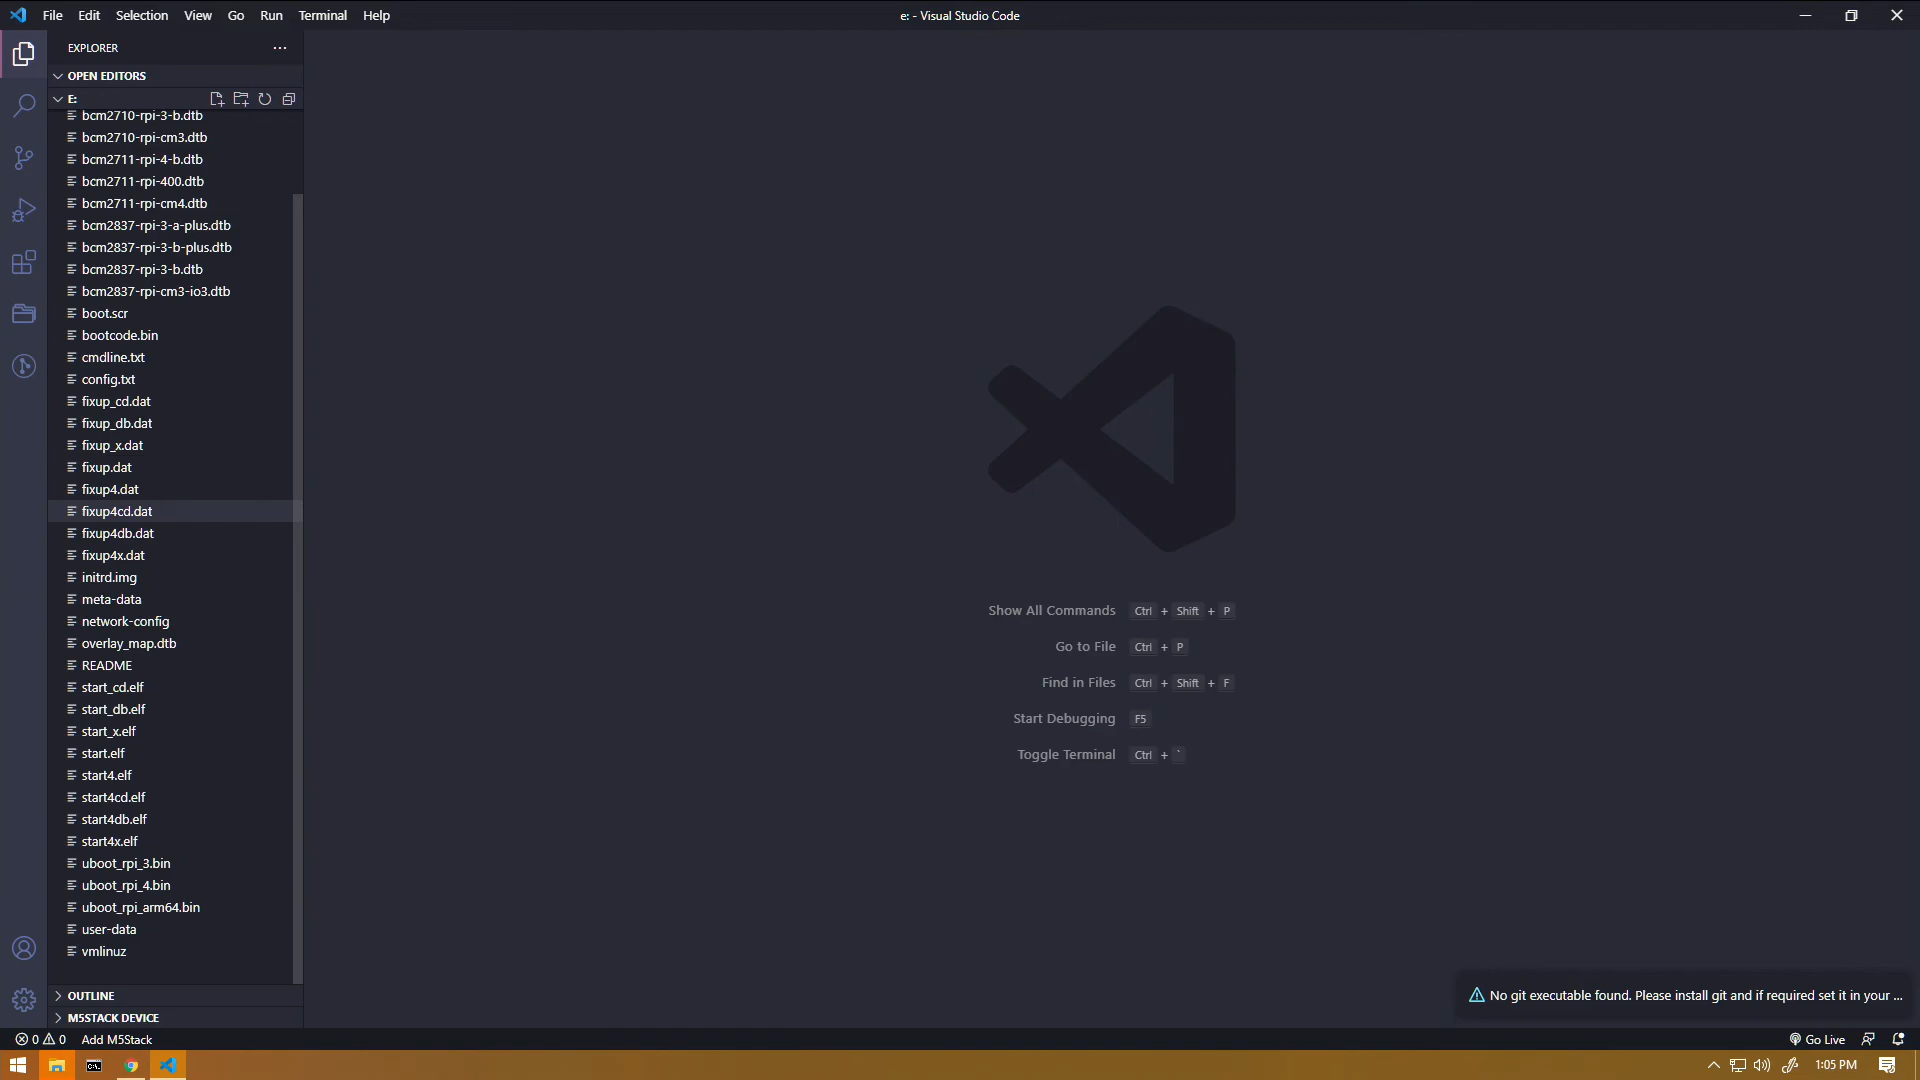 File Edit Selection View Go Run Terminal Help
e: - Visual Studio Code
EXPLORER
OPEN EDITORS
E:
bcm2710-rpi-3-b.dtb
bcm2710-rpi-cm3.dtb
bcm2711-rpi-4-b.dtb
bcm2711-rpi-400.dtb
bcm2711-rpi-cm4.dtb
bcm2837-rpi-3-a-plus.dtb
bcm2837-rpi-3-b-plus.dtb
bcm2837-rpi-3-b.dtb
bcm2837-rpi-cm3-io3.dtb
boot.scr
bootcode.bin
cmdline.txt
config.txt
fixup_cd.dat
fixup_db.dat
fixup_x.dat
fixup.dat
fixup4.dat
fixup4cd.dat
fixup4db.dat
fixup4x.dat
initrd.img
meta-data
network-config
overlay_map.dtb
README
start_cd.elf
start_db.elf
start_x.elf
start.elf
start4.elf
start4cd.elf
start4db.elf
start4x.elf
uboot_rpi_3.bin
uboot_rpi_4.bin
uboot_rpi_arm64.bin
user-data
vmlinuz
OUTLINE
M5STACK DEVICE
Show All Commands Ctrl + Shift + P
Go to File Ctrl + P
Find in Files Ctrl + Shift + F
Start Debugging F5
Toggle Terminal Ctrl + `
No git executable found. Please install git and if required set it in your ...
0 0 Add M5Stack
Go Live
1:05 PM